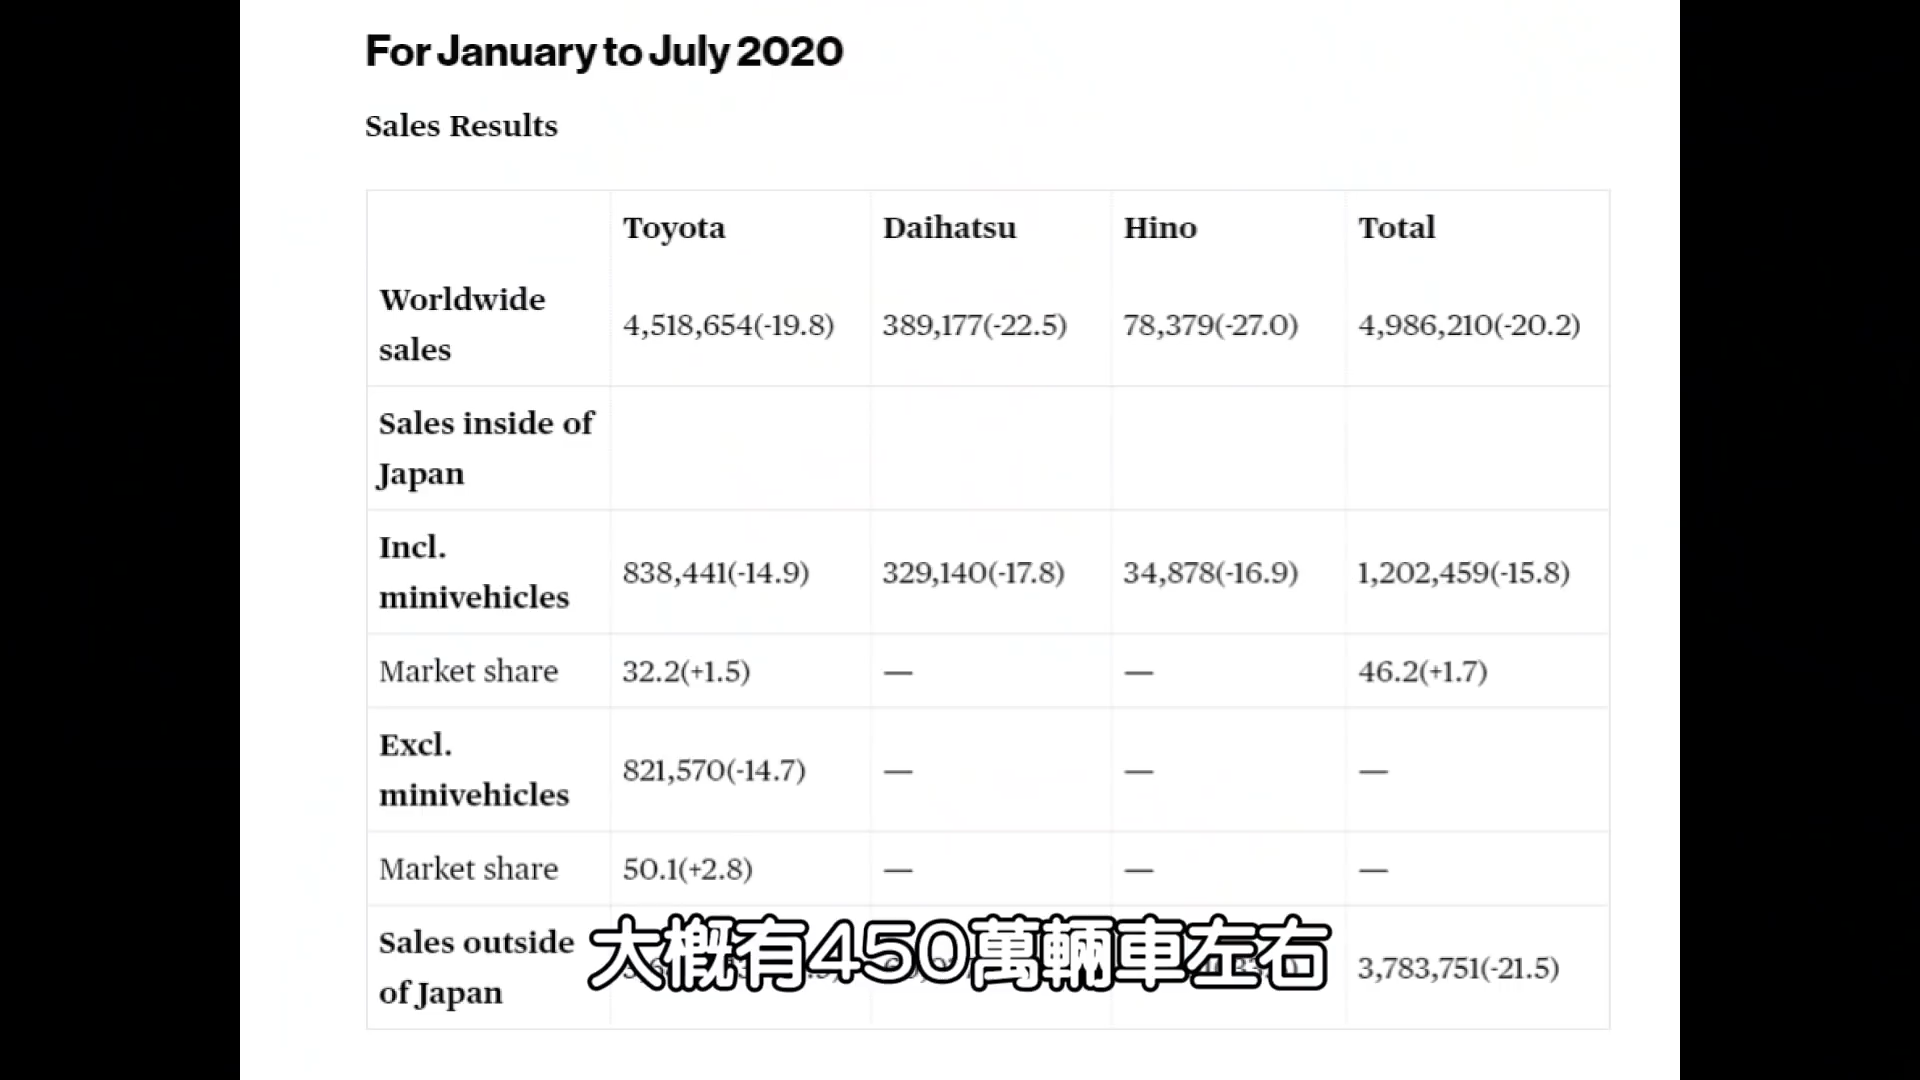 For January to July 2020
Sales Results
Toyota Daihatsu Hino Total
Worldwide
sales
4,518,654(-19.8) 389,177(-22.5) 78,379(-27.0) 4,986,210(-20.2)
Sales inside of
Japan
Incl.
minivehicles
838,441(-14.9) 329,140(-17.8) 34,878(-16.9) 1,202,459(-15.8)
Market share 32.2(+1.5) — — 46.2(+1.7)
Excl.
minivehicles
821,570(-14.7) — — —
Market share 50.1(+2.8) — — —
Sales outside
of Japan
3,783,751(-21.5)
大概有450萬輛車左右